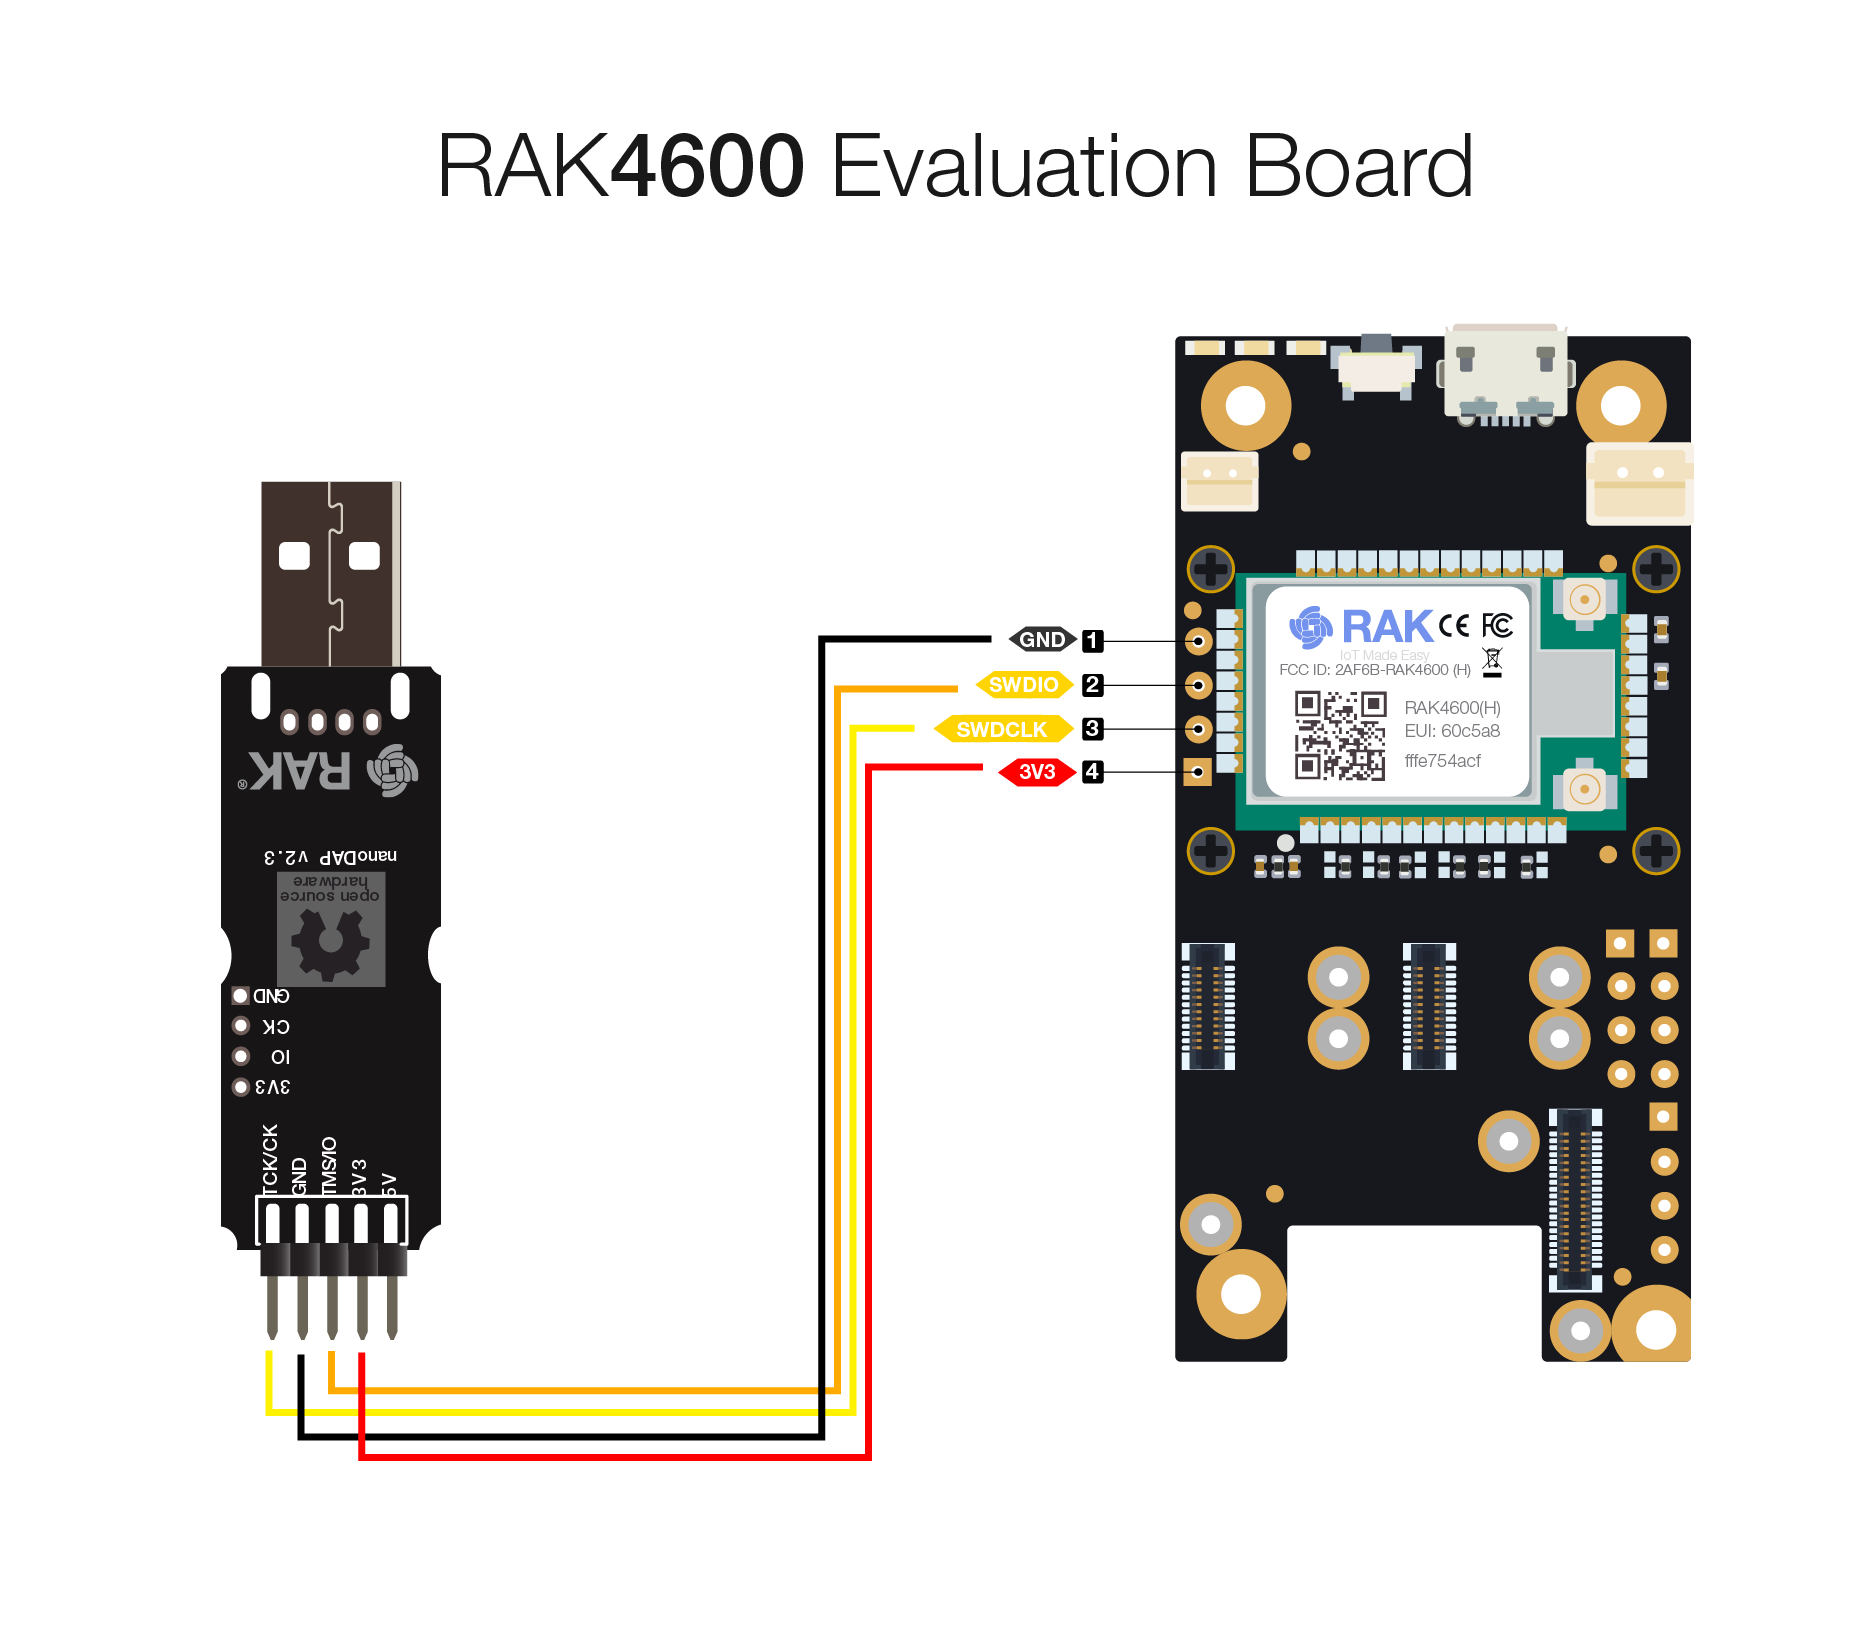 RAK4600 Evaluation Board
RAK®
nanoDAP v2.3
open source
hardware
GND
CK
IO
3V3
TCK/CK
GND
TMS/IO
3V3
5V
GND 1
SWDIO 2
SWDCLK 3
3V3 4
RAK CE FC
IoT Made Easy
FCC ID: 2AF6B-RAK4600 (H)
RAK4600(H)
EUI: 60c5a8
fffe754acf